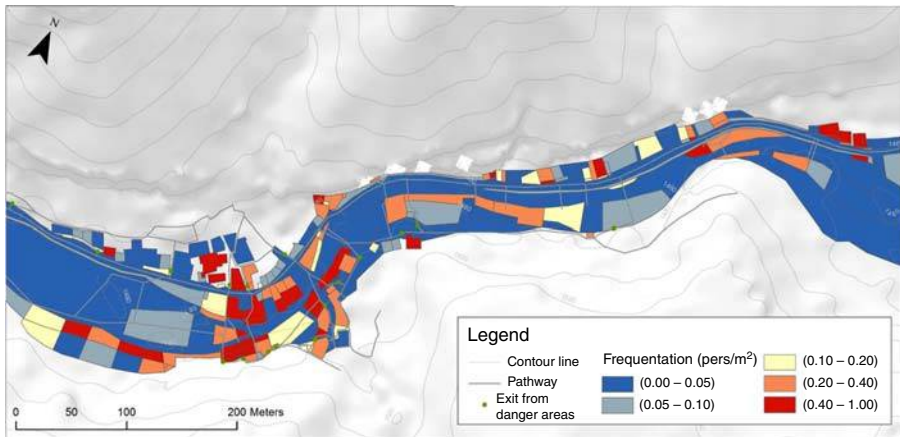 N
Legend
Contour line
Pathway
Exit from
danger areas
Frequentation (pers/m²)
(0.00 – 0.05)
(0.05 – 0.10)
(0.10 – 0.20)
(0.20 – 0.40)
(0.40 – 1.00)
0 50 100 200 Meters